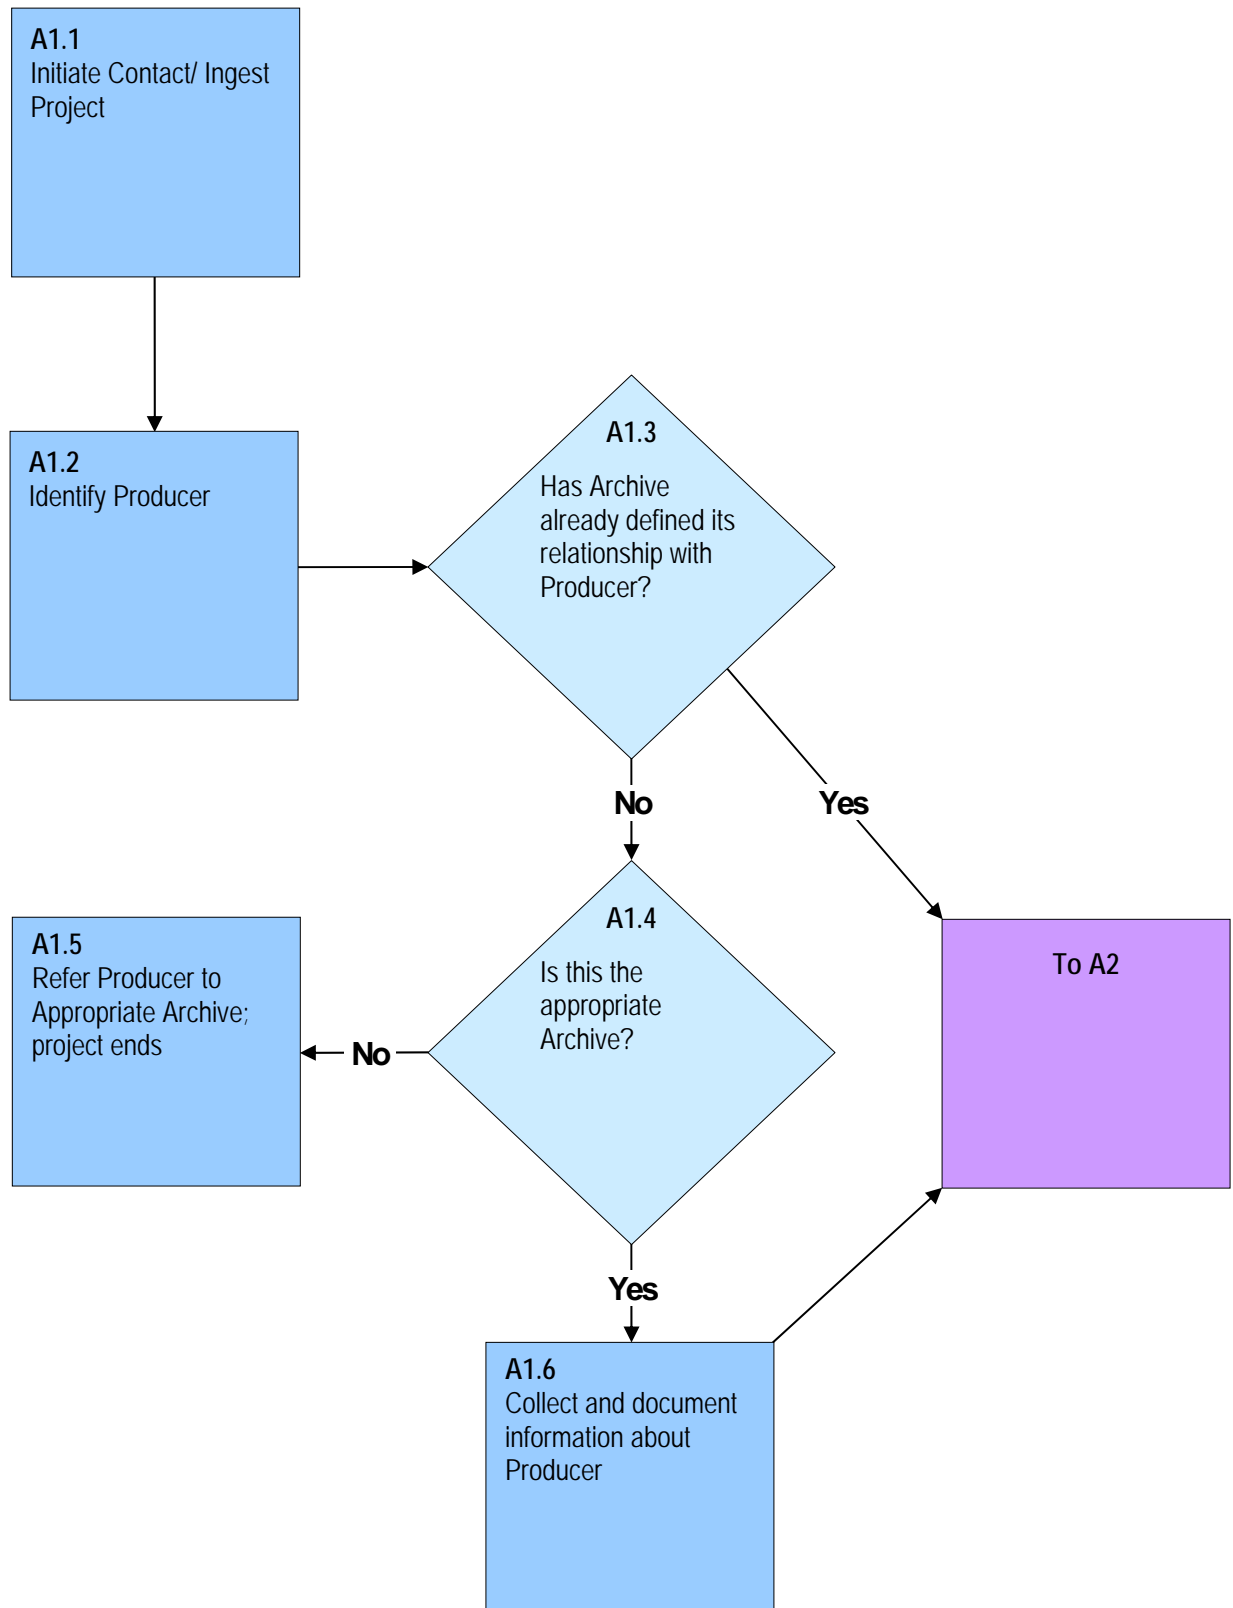 A1.1
Initiate Contact/ Ingest
Project
A1.2
Identify Producer
A1.3
Has Archive
already defined its
relationship with
Producer?
No
Yes
A1.4
Is this the
appropriate
Archive?
To A2
A1.5
Refer Producer to
Appropriate Archive;
project ends
No
Yes
A1.6
Collect and document
information about
Producer